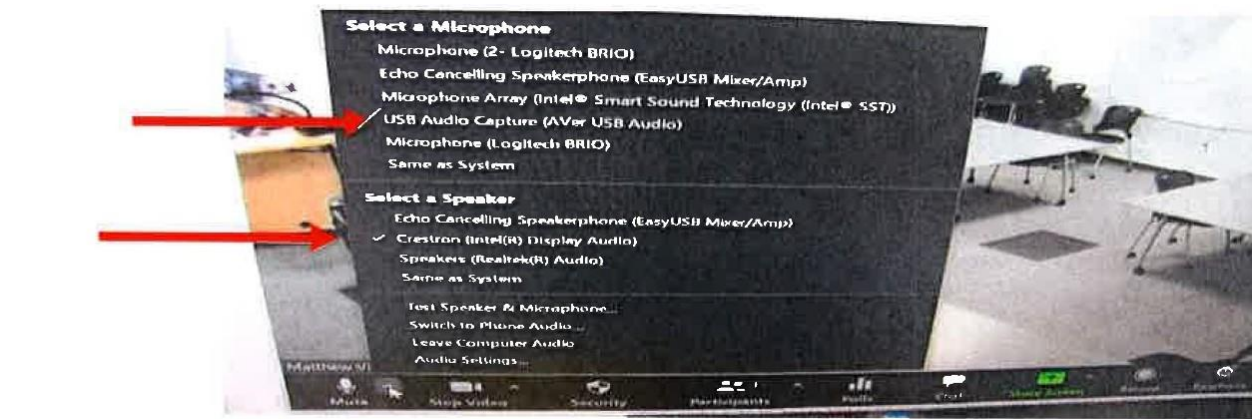 Select a Microphone
Microphone (2- Logitech BRIO)
Echo Cancelling Speakerphone (EasyUSB Mixer/Amp)
Microphone Array (Intel® Smart Sound Technology (Intel® SST))
USB Audio Capture (AVer USB Audio)
Microphone (Logitech BRIO)
Same as System
Select a Speaker
Echo Cancelling Speakerphone (EasyUSB Mixer/Amp)
✓ Crestron (Intel(R) Display Audio)
Speakers (Realtek(R) Audio)
Same as System
Test Speaker & Microphone...
Switch to Phone Audio...
Leave Computer Audio
Audio Settings...
Matthew
Mute Stop Video Security Participants 1 Polls Chat Share Screen Record Reactions